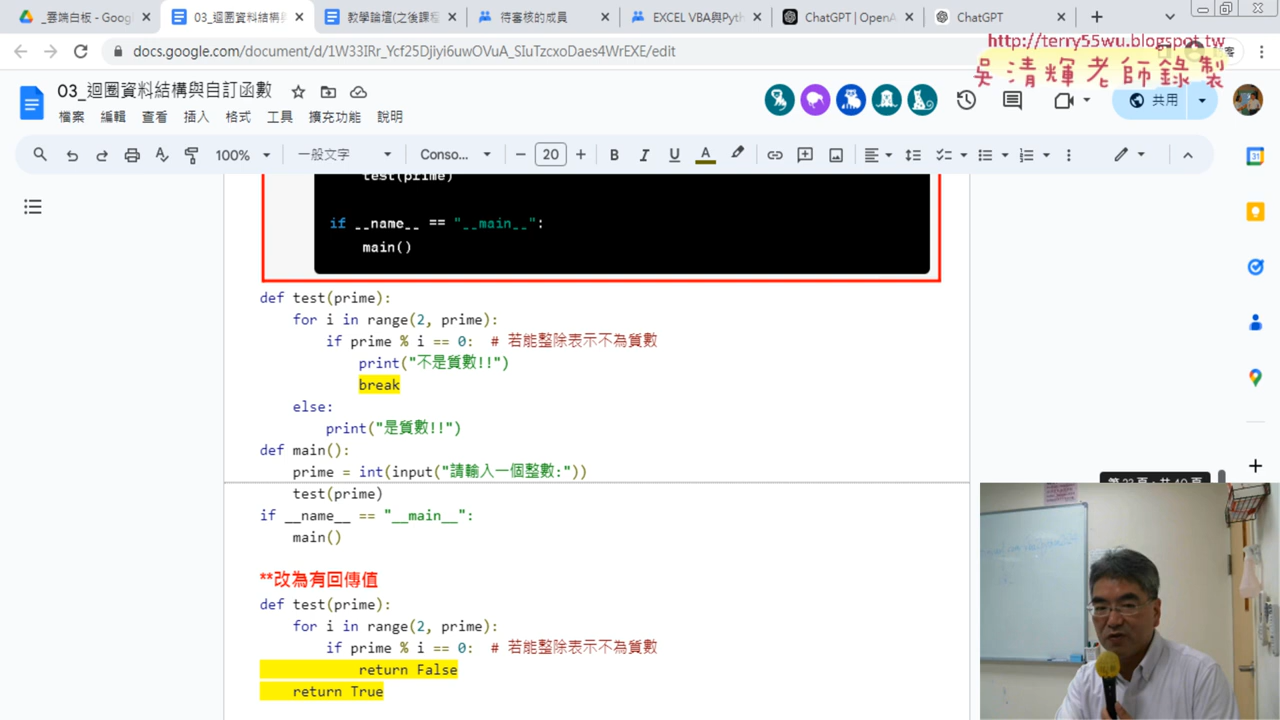 _雲端白板 - Goog
03_迴圈資料結構與
教學論壇(之後課程
待審核的成員
EXCEL VBA與Pyth
ChatGPT | OpenA
ChatGPT
docs.google.com/document/d/1W33IRr_Ycf25Djiyi6uwOVuA_SIuTzcxoDaes4WrEXE/edit
http://terry55wu.blogspot.tw
吳清輝老師錄製
03_迴圈資料結構與自訂函數
檔案 編輯 查看 插入 格式 工具 擴充功能 說明
共用
100% 一般文字 Conso... 20 B I U A
31
test(prime)
if __name__ == "__main__":
main()
def test(prime):
for i in range(2, prime):
if prime % i == 0: # 若能整除表示不為質數
print("不是質數!!")
break
else:
print("是質數!!")
def main():
prime = int(input("請輸入一個整數:"))
test(prime)
if __name__ == "__main__":
main()
**改為有回傳值
def test(prime):
for i in range(2, prime):
if prime % i == 0: # 若能整除表示不為質數
return False
return True